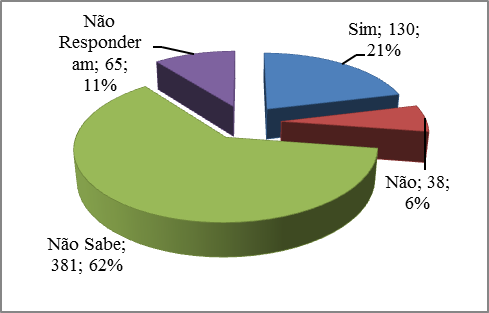 Não
Responder
am; 65;
11%
Sim; 130;
21%
Não; 38;
6%
Não Sabe;
381; 62%